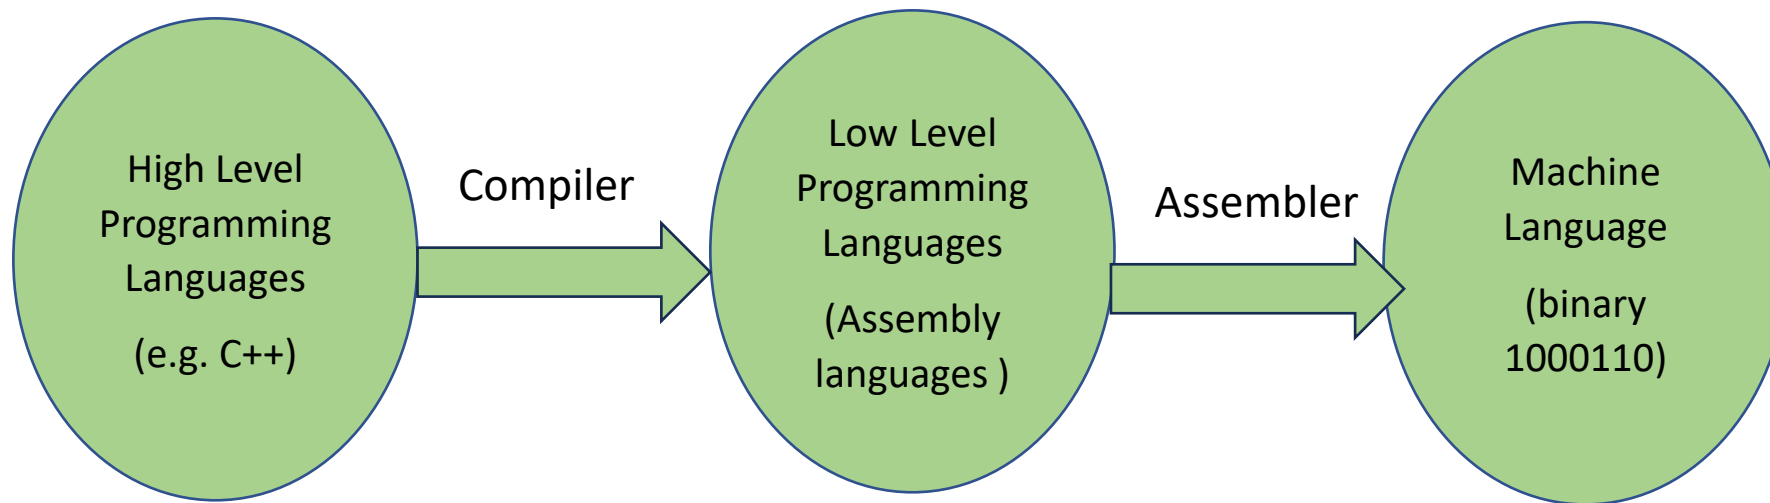 High Level
Programming
Languages
(e.g. C++)
Compiler
Low Level
Programming
Languages
(Assembly
languages )
Assembler
Machine
Language
(binary
1000110)